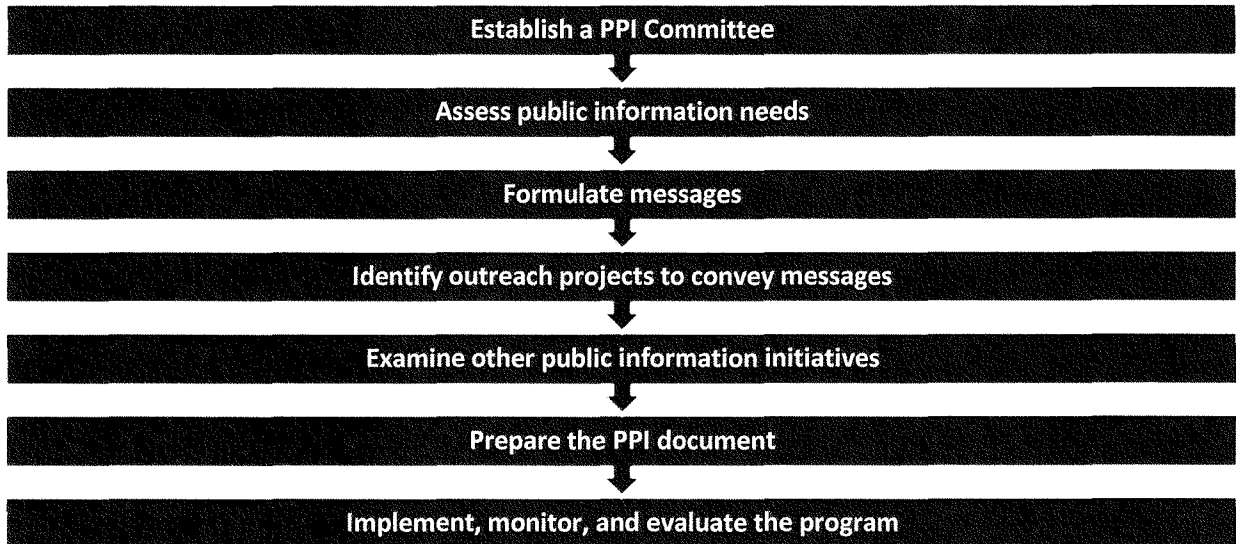 Establish a PPI Committee
Assess public information needs
Formulate messages
Identify outreach projects to convey messages
Examine other public information initiatives
Prepare the PPI document
Implement, monitor, and evaluate the program